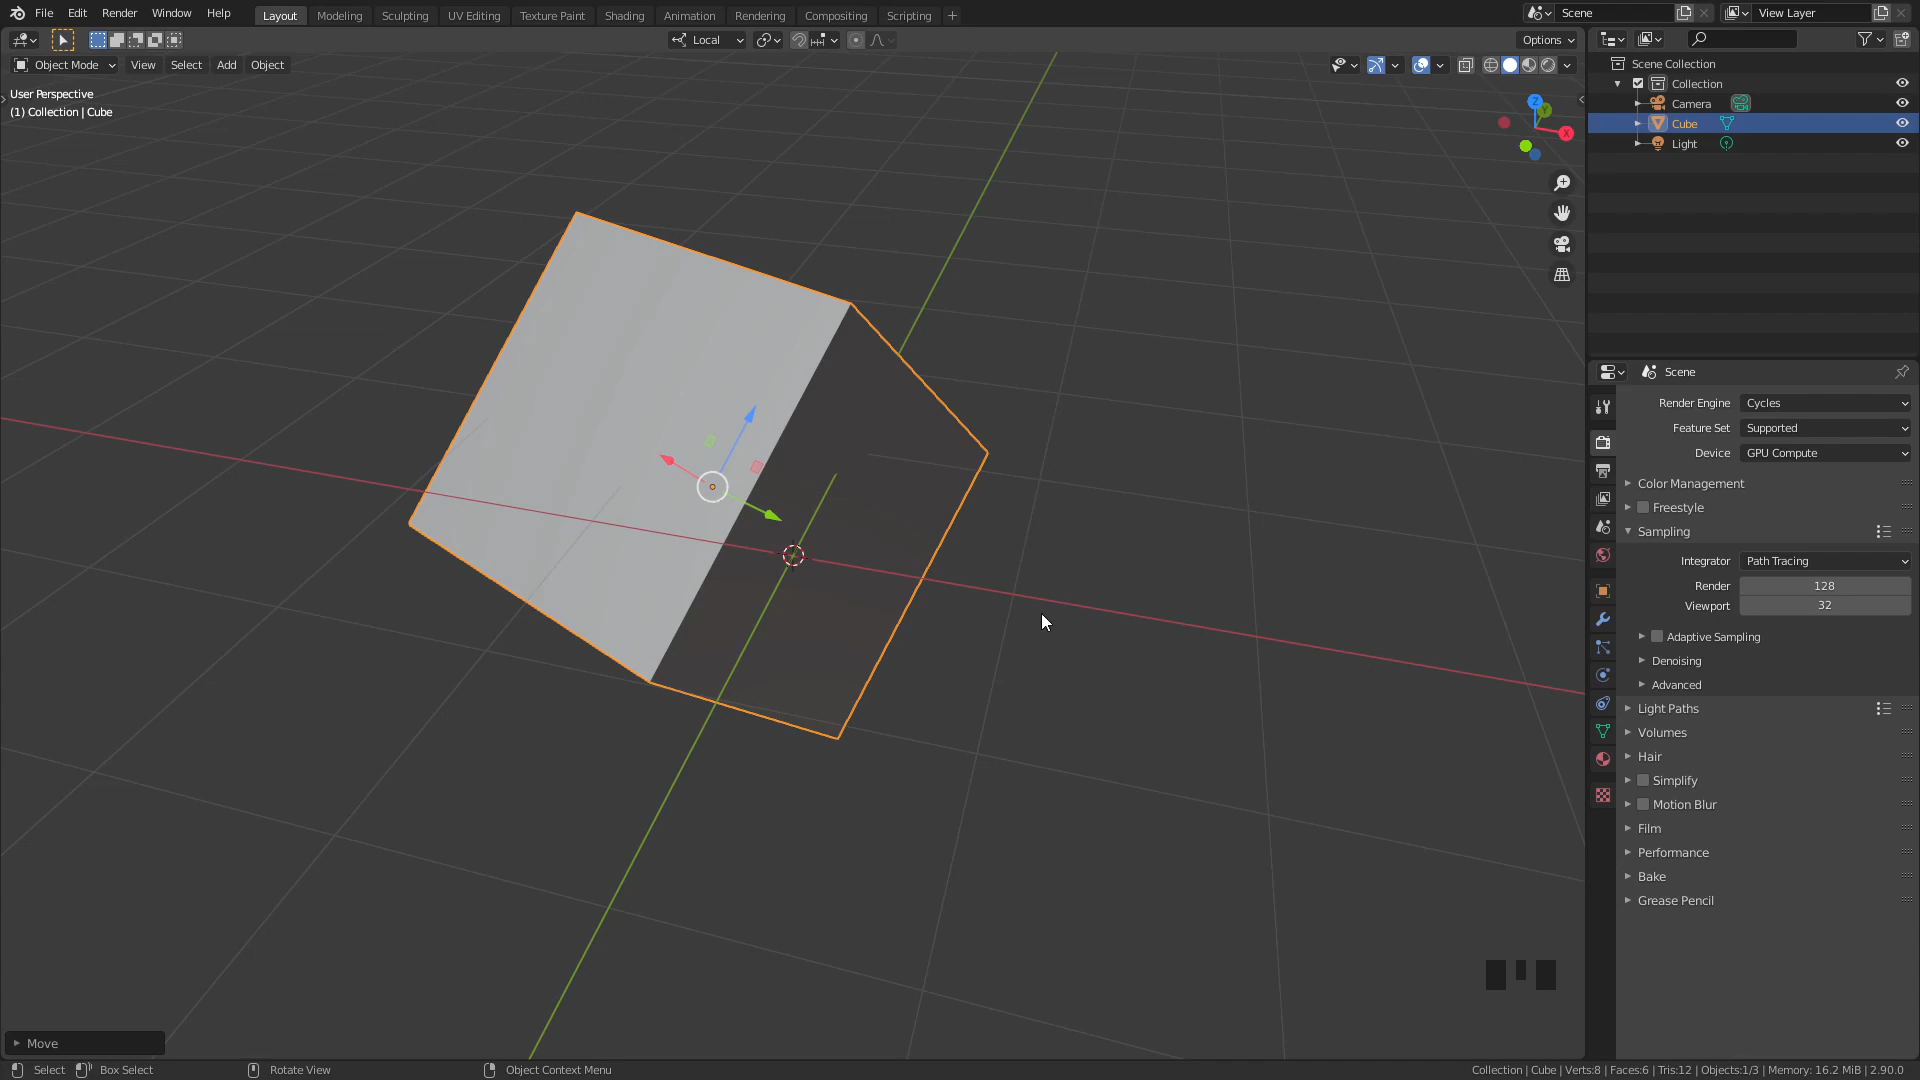 File Edit Render Window Help
Layout Modeling Sculpting UV Editing Texture Paint Shading Animation Rendering Compositing Scripting +
Scene
View Layer
Local
Options
Object Mode View Select Add Object
User Perspective
(1) Collection | Cube
Z
Y
X
Scene Collection
Collection
Camera
Cube
Light
Scene
Render Engine Cycles
Feature Set Supported
Device GPU Compute
Color Management
Freestyle
Sampling
Integrator Path Tracing
Render 128
Viewport 32
Adaptive Sampling
Denoising
Advanced
Light Paths
Volumes
Hair
Simplify
Motion Blur
Film
Performance
Bake
Grease Pencil
Move
Select Box Select Rotate View Object Context Menu
Collection | Cube | Verts:8 | Faces:6 | Tris:12 | Objects:1/3 | Memory: 16.2 MiB | 2.90.0